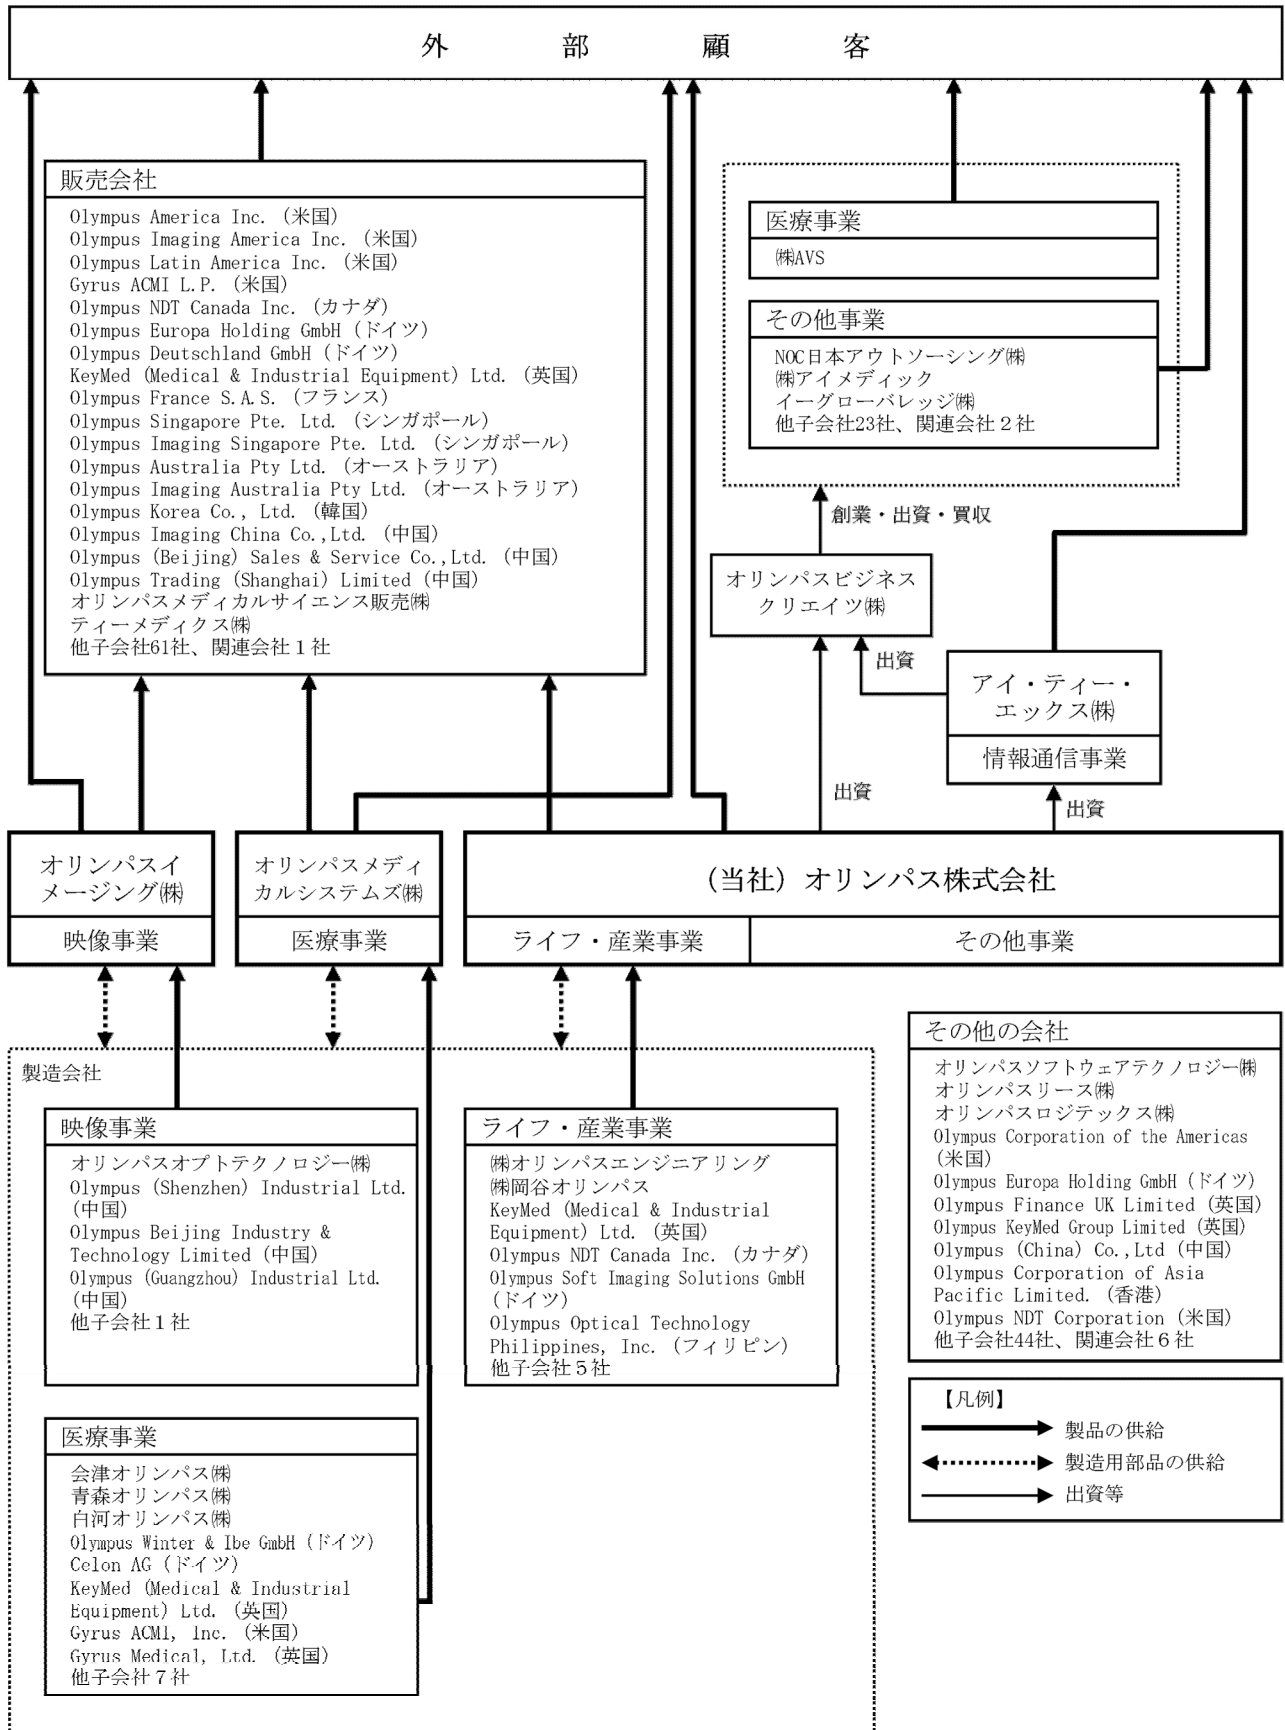 外部顧客
販売会社
Olympus America Inc. (米国)
Olympus Imaging America Inc. (米国)
Olympus Latin America Inc. (米国)
Gyrus ACMI L.P. (米国)
Olympus NDT Canada Inc. (カナダ)
Olympus Europa Holding GmbH (ドイツ)
Olympus Deutschland GmbH (ドイツ)
KeyMed (Medical & Industrial Equipment) Ltd. (英国)
Olympus France S.A.S. (フランス)
Olympus Singapore Pte. Ltd. (シンガポール)
Olympus Imaging Singapore Pte. Ltd. (シンガポール)
Olympus Australia Pty Ltd. (オーストラリア)
Olympus Imaging Australia Pty Ltd. (オーストラリア)
Olympus Korea Co., Ltd. (韓国)
Olympus Imaging China Co.,Ltd. (中国)
Olympus (Beijing) Sales & Service Co.,Ltd. (中国)
Olympus Trading (Shanghai) Limited (中国)
オリンパスメディカルサイエンス販売㈱
ティーメディクス㈱
他子会社61社、関連会社１社
医療事業
㈱AVS
その他事業
NOC日本アウトソーシング㈱
㈱アイメディック
イーグローバレッジ㈱
他子会社23社、関連会社２社
創業・出資・買収
オリンパスビジネス
クリエイツ㈱
出資
アイ・ティー・
エックス㈱
情報通信事業
出資
出資
オリンパスイ
メージング㈱
映像事業
オリンパスメディ
カルシステムズ㈱
医療事業
(当社) オリンパス株式会社
ライフ・産業事業
その他事業
製造会社
映像事業
オリンパスオプトテクノロジー㈱
Olympus (Shenzhen) Industrial Ltd.
(中国)
Olympus Beijing Industry &
Technology Limited (中国)
Olympus (Guangzhou) Industrial Ltd.
(中国)
他子会社１社
ライフ・産業事業
㈱オリンパスエンジニアリング
㈱岡谷オリンパス
KeyMed (Medical & Industrial
Equipment) Ltd. (英国)
Olympus NDT Canada Inc. (カナダ)
Olympus Soft Imaging Solutions GmbH
(ドイツ)
Olympus Optical Technology
Philippines, Inc. (フィリピン)
他子会社５社
医療事業
会津オリンパス㈱
青森オリンパス㈱
白河オリンパス㈱
Olympus Winter & Ibe GmbH (ドイツ)
Celon AG (ドイツ)
KeyMed (Medical & Industrial
Equipment) Ltd. (英国)
Gyrus ACMI, Inc. (米国)
Gyrus Medical, Ltd. (英国)
他子会社７社
その他の会社
オリンパスソフトウェアテクノロジー㈱
オリンパスリース㈱
オリンパスロジテックス㈱
Olympus Corporation of the Americas
(米国)
Olympus Europa Holding GmbH (ドイツ)
Olympus Finance UK Limited (英国)
Olympus KeyMed Group Limited (英国)
Olympus (China) Co.,Ltd (中国)
Olympus Corporation of Asia
Pacific Limited. (香港)
Olympus NDT Corporation (米国)
他子会社44社、関連会社６社
【凡例】
製品の供給
製造用部品の供給
出資等